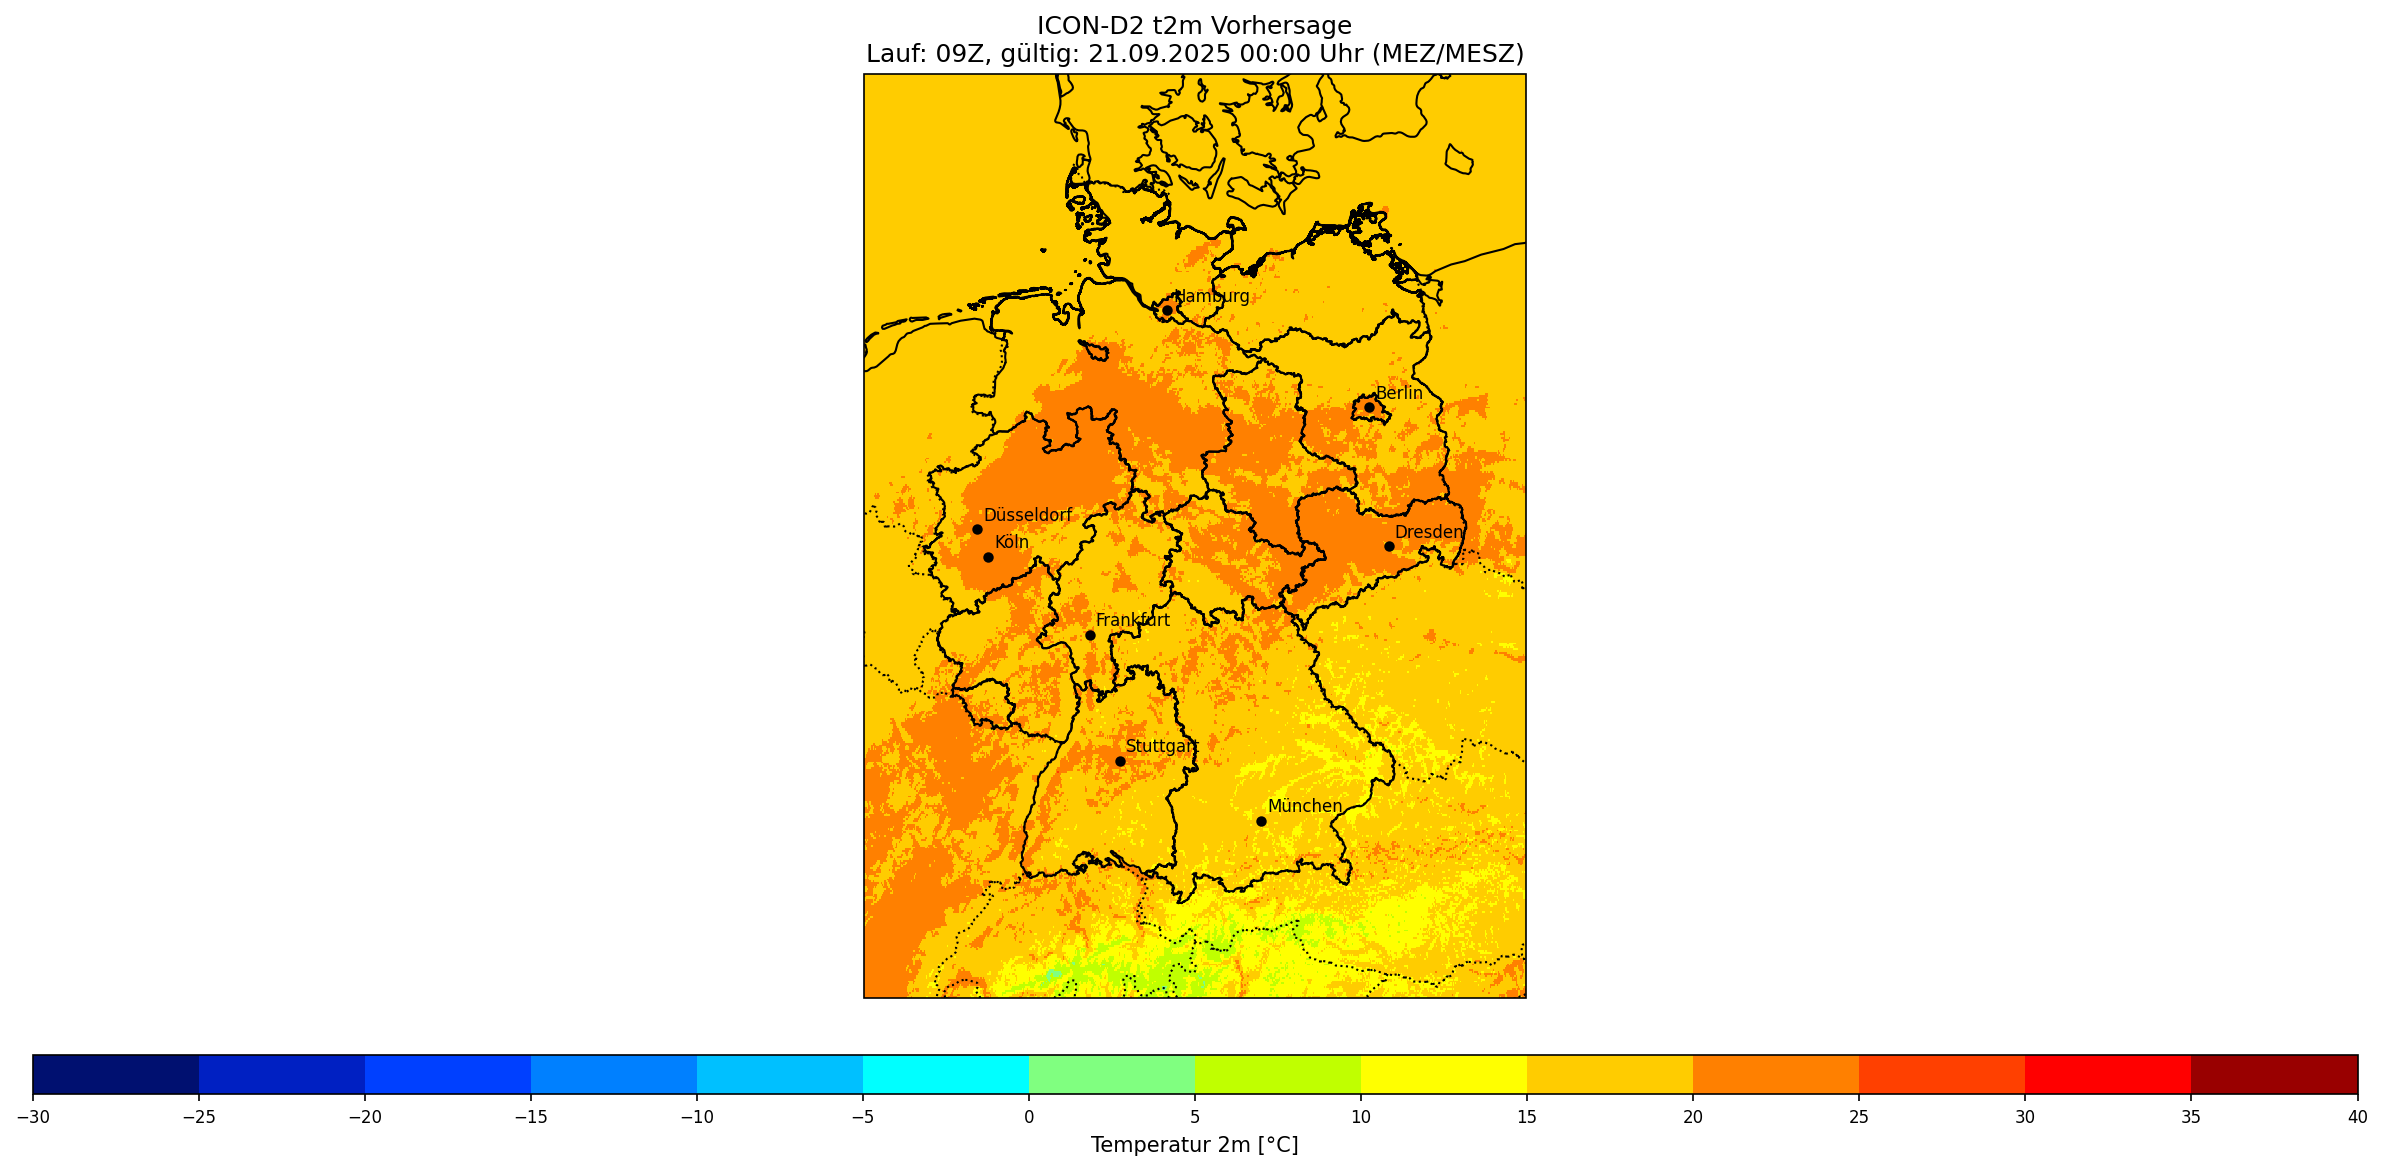 ICON-D2 t2m Vorhersage
Lauf: 09Z, gültig: 21.09.2025 00:00 Uhr (MEZ/MESZ)
Hamburg
Berlin
Düsseldorf
Dresden
Köln
Frankfurt
Stuttgart
München
−30 −25 −20 −15 −10 −5 0 5 10 15 20 25 30 35 40
Temperatur 2m [°C]